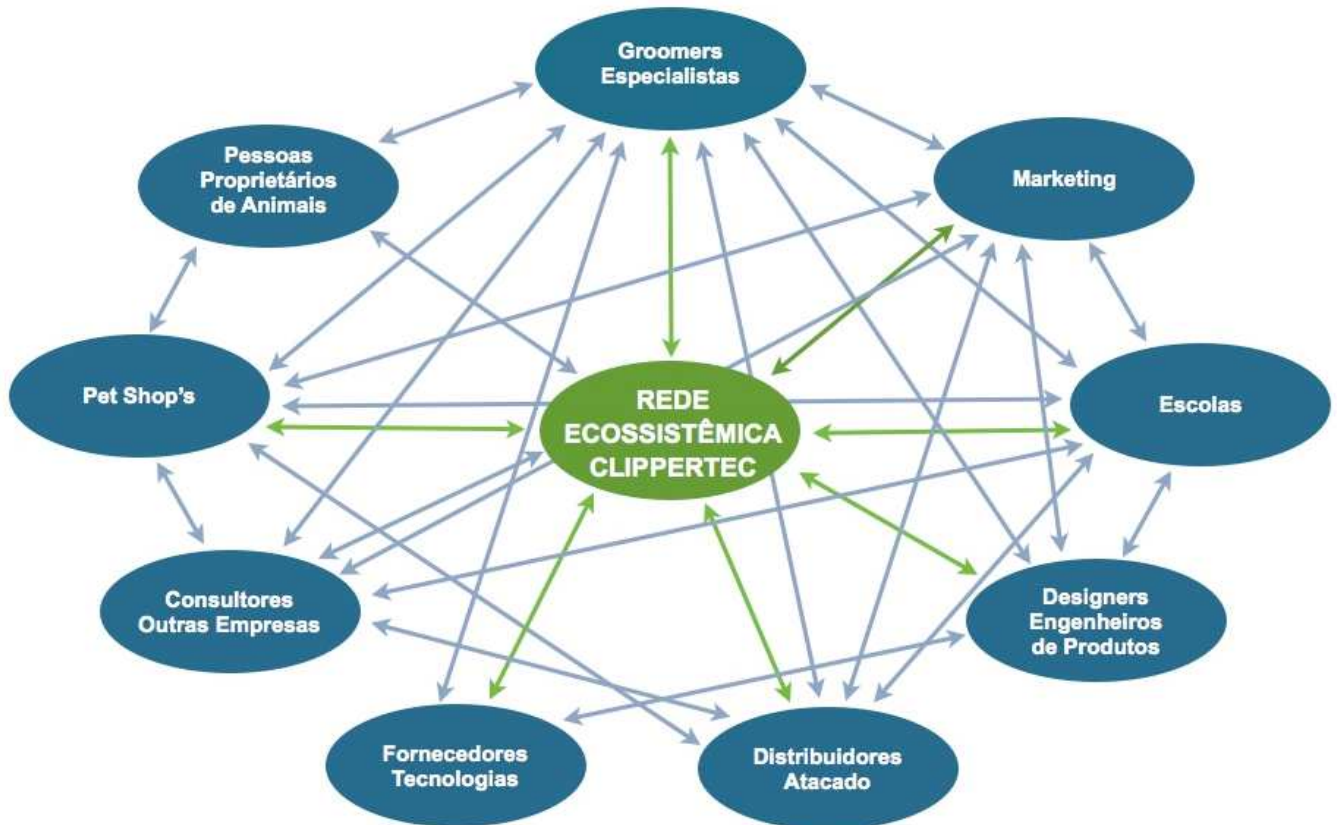 Groomers
Especialistas
Pessoas
Proprietários
de Animais
Marketing
Pet Shop's
REDE
ECOSSISTÊMICA
CLIPPERTEC
Escolas
Consultores
Outras Empresas
Designers
Engenheiros
de Produtos
Fornecedores
Tecnologias
Distribuidores
Atacado